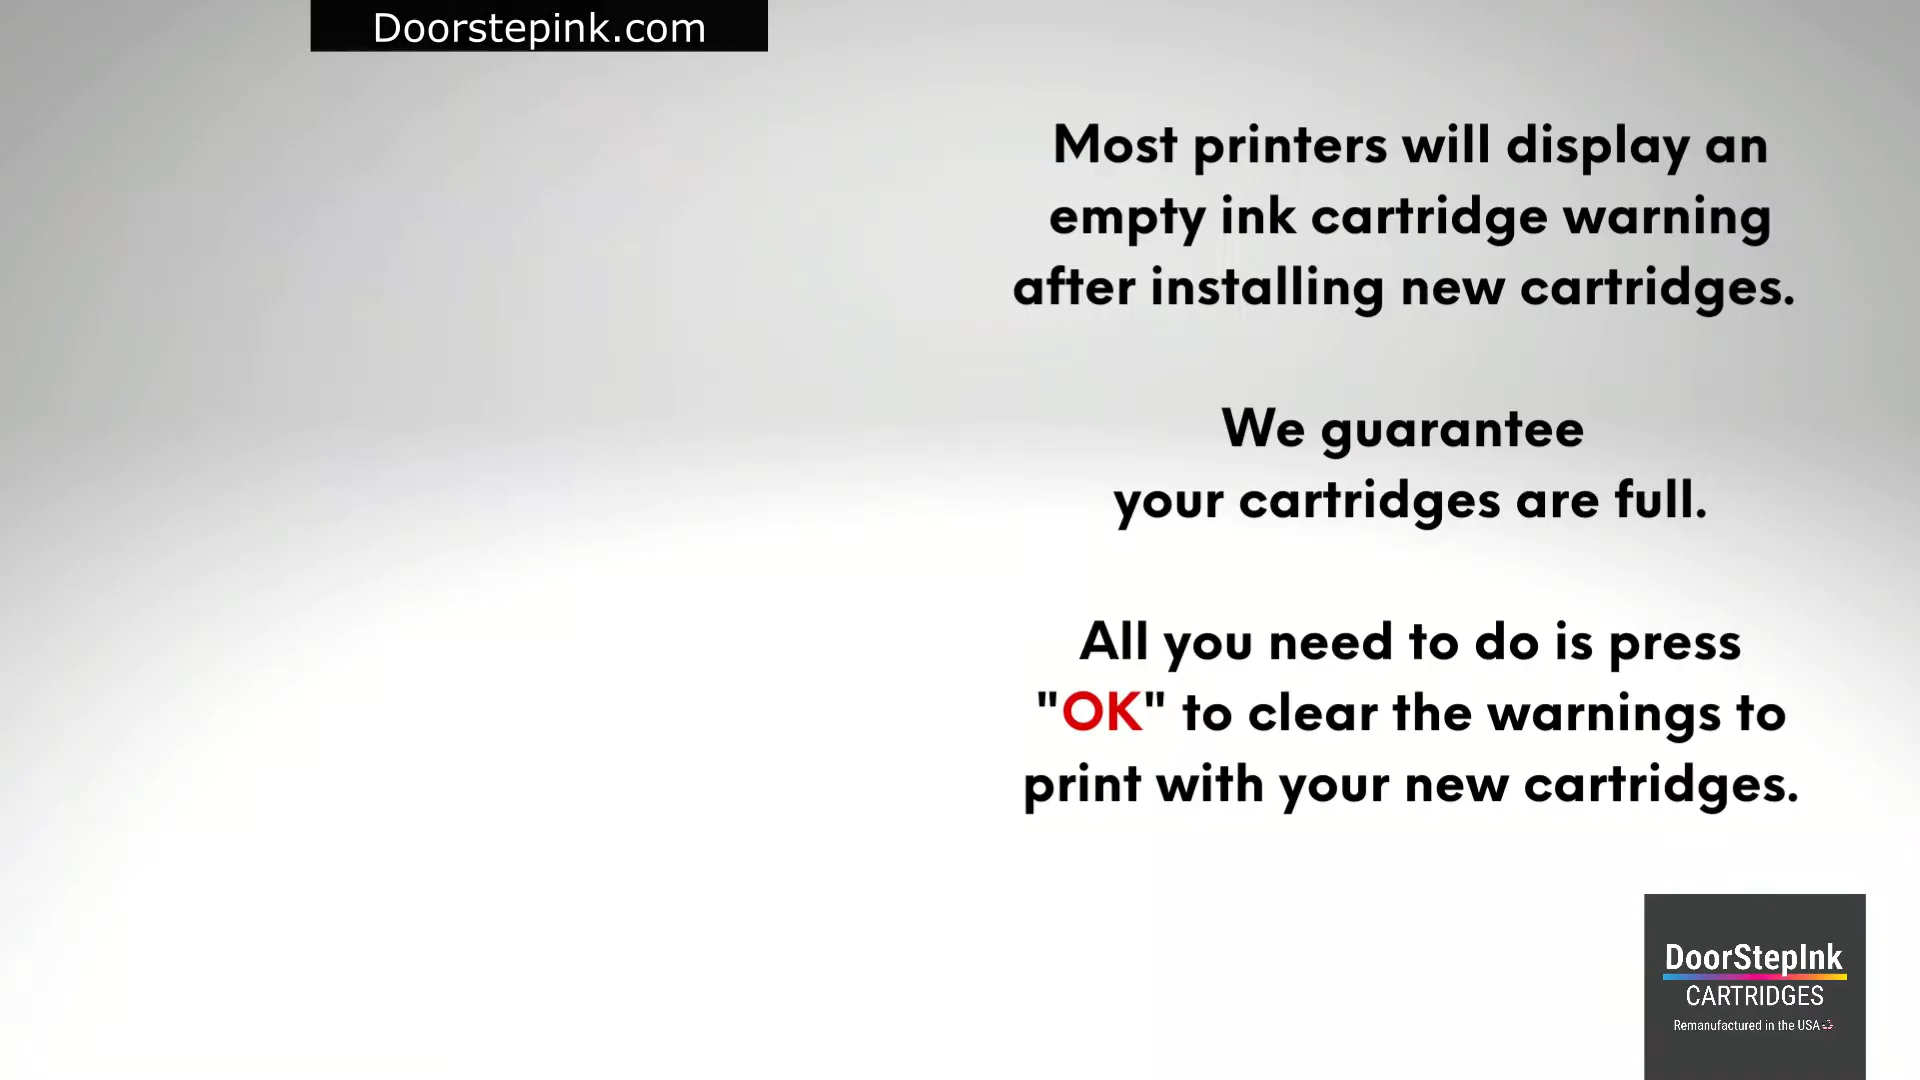 Doorstepink.com
Most printers will display an
empty ink cartridge warning
after installing new cartridges.
We guarantee
your cartridges are full.
All you need to do is press
"OK" to clear the warnings to
print with your new cartridges.
DoorStepInk
CARTRIDGES
Remanufactured in the USA